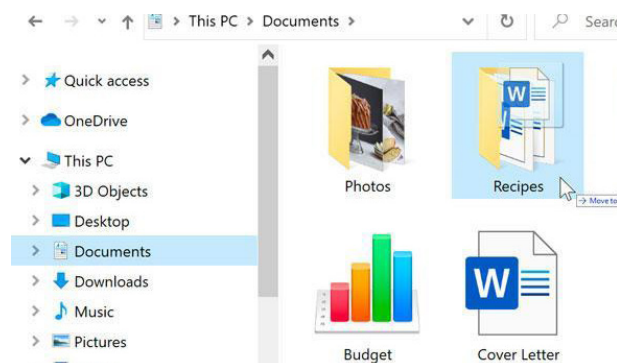 This PC > Documents >
Sear
Quick access
OneDrive
This PC
3D Objects
Desktop
Documents
Downloads
Music
Pictures
Photos
Recipes
Move to
W
Budget
W
Cover Letter